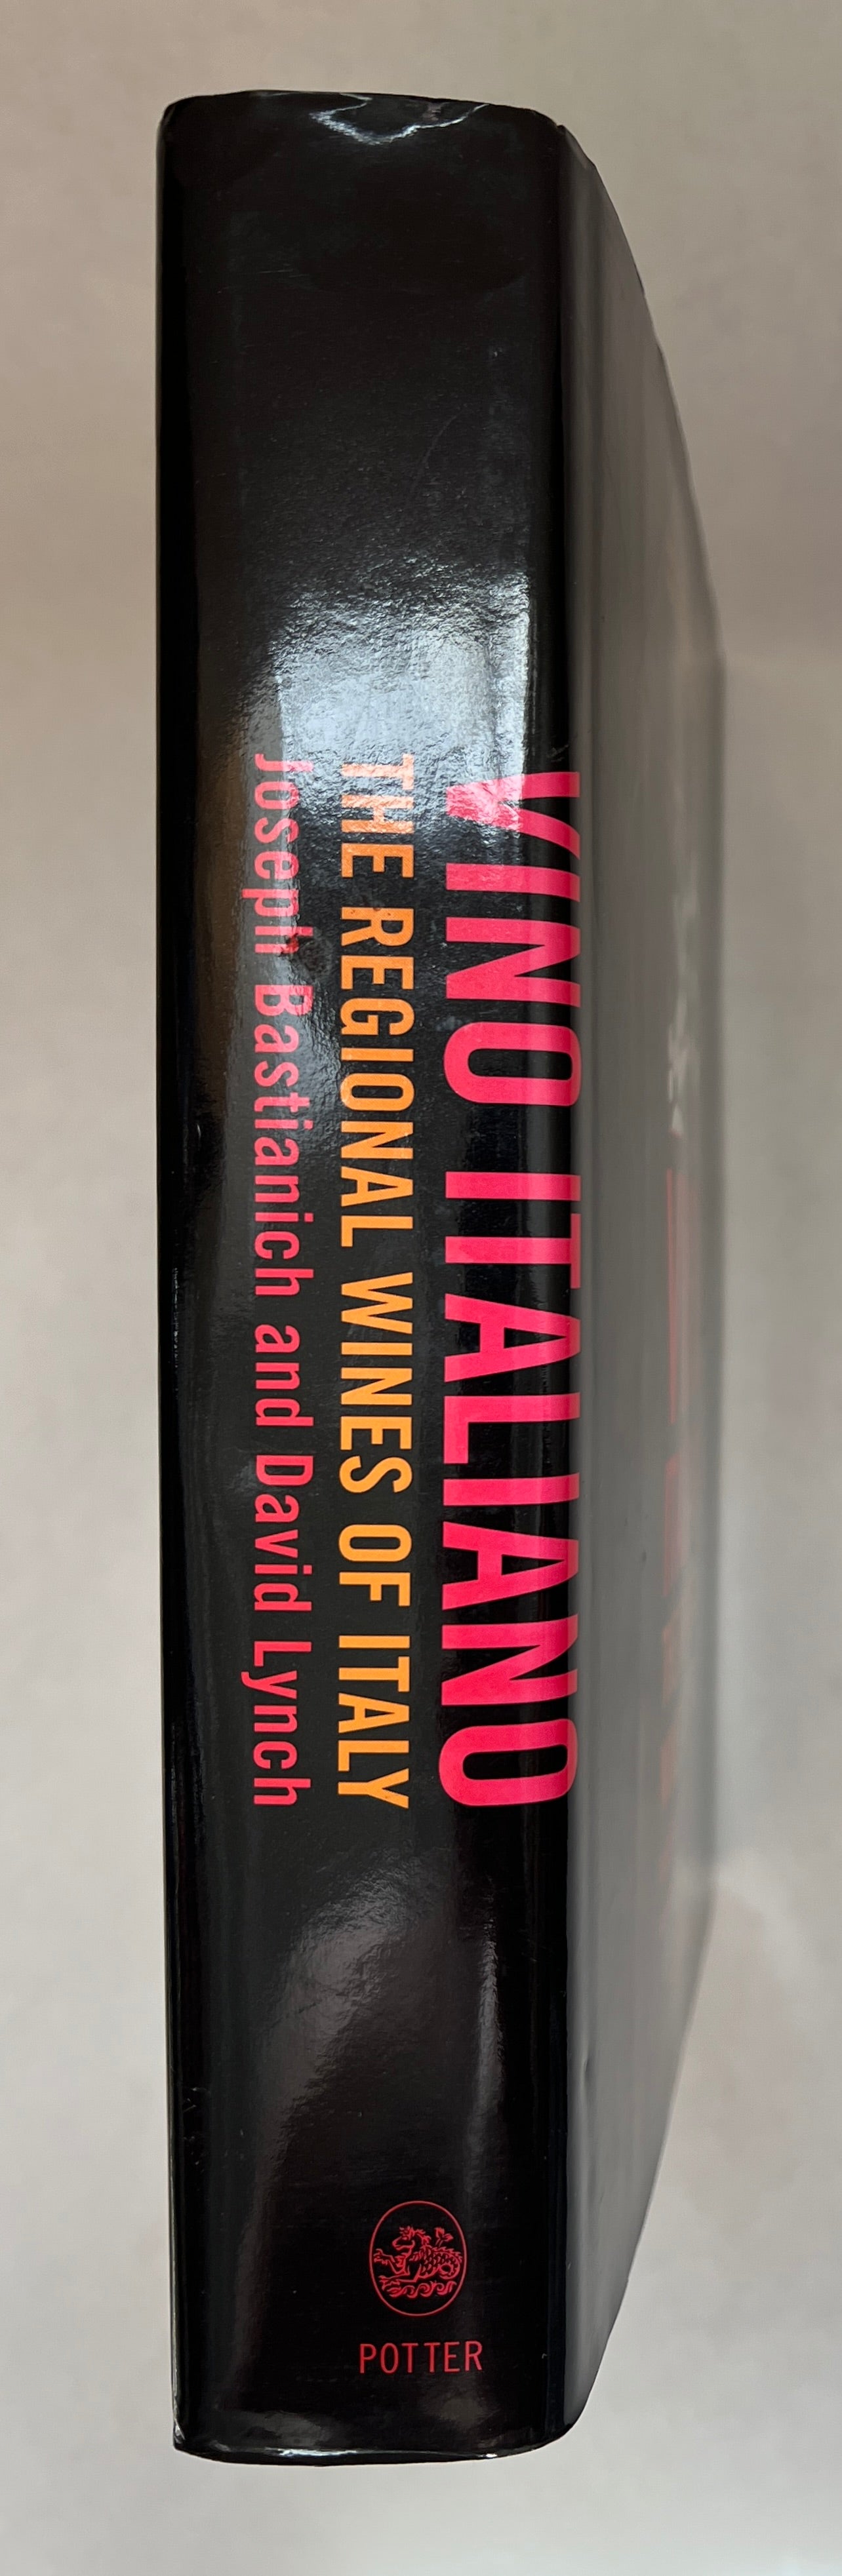 VINO ITALIANO
THE REGIONAL WINES OF ITALY
Joseph Bastianich and David Lynch
POTTER